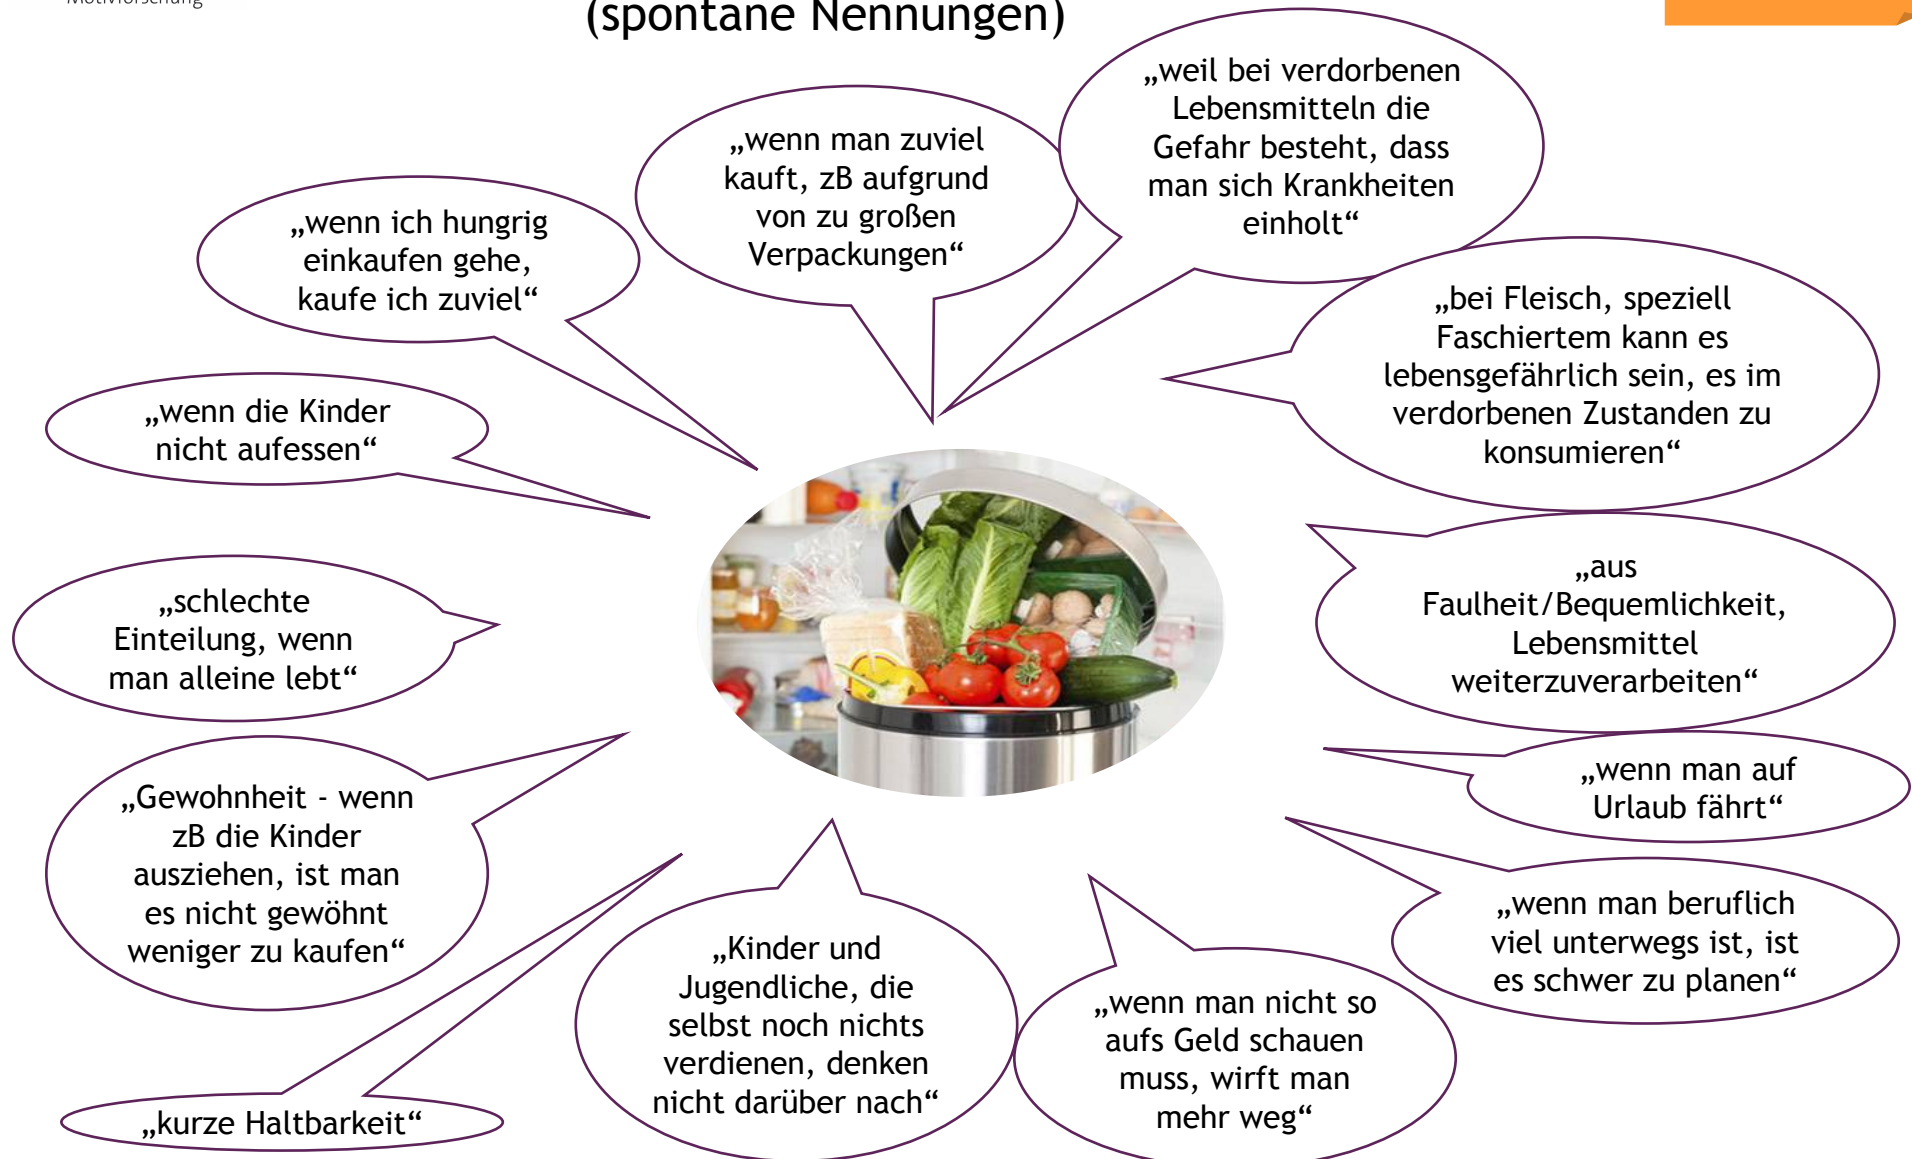 Motivforschung
(spontane Nennungen)
„weil bei verdorbenen
Lebensmitteln die
Gefahr besteht, dass
man sich Krankheiten
einholt“
„wenn man zuviel
kauft, zB aufgrund
von zu großen
Verpackungen“
„wenn ich hungrig
einkaufen gehe,
kaufe ich zuviel“
„bei Fleisch, speziell
Faschiertem kann es
lebensgefährlich sein, es im
verdorbenen Zustanden zu
konsumieren“
„wenn die Kinder
nicht aufessen“
„aus
Faulheit/Bequemlichkeit,
Lebensmittel
weiterzuverarbeiten“
„schlechte
Einteilung, wenn
man alleine lebt“
„wenn man auf
Urlaub fährt“
„Gewohnheit - wenn
zB die Kinder
ausziehen, ist man
es nicht gewöhnt
weniger zu kaufen“
„wenn man beruflich
viel unterwegs ist, ist
es schwer zu planen“
„Kinder und
Jugendliche, die
selbst noch nichts
verdienen, denken
nicht darüber nach“
„wenn man nicht so
aufs Geld schauen
muss, wirft man
mehr weg“
„kurze Haltbarkeit“